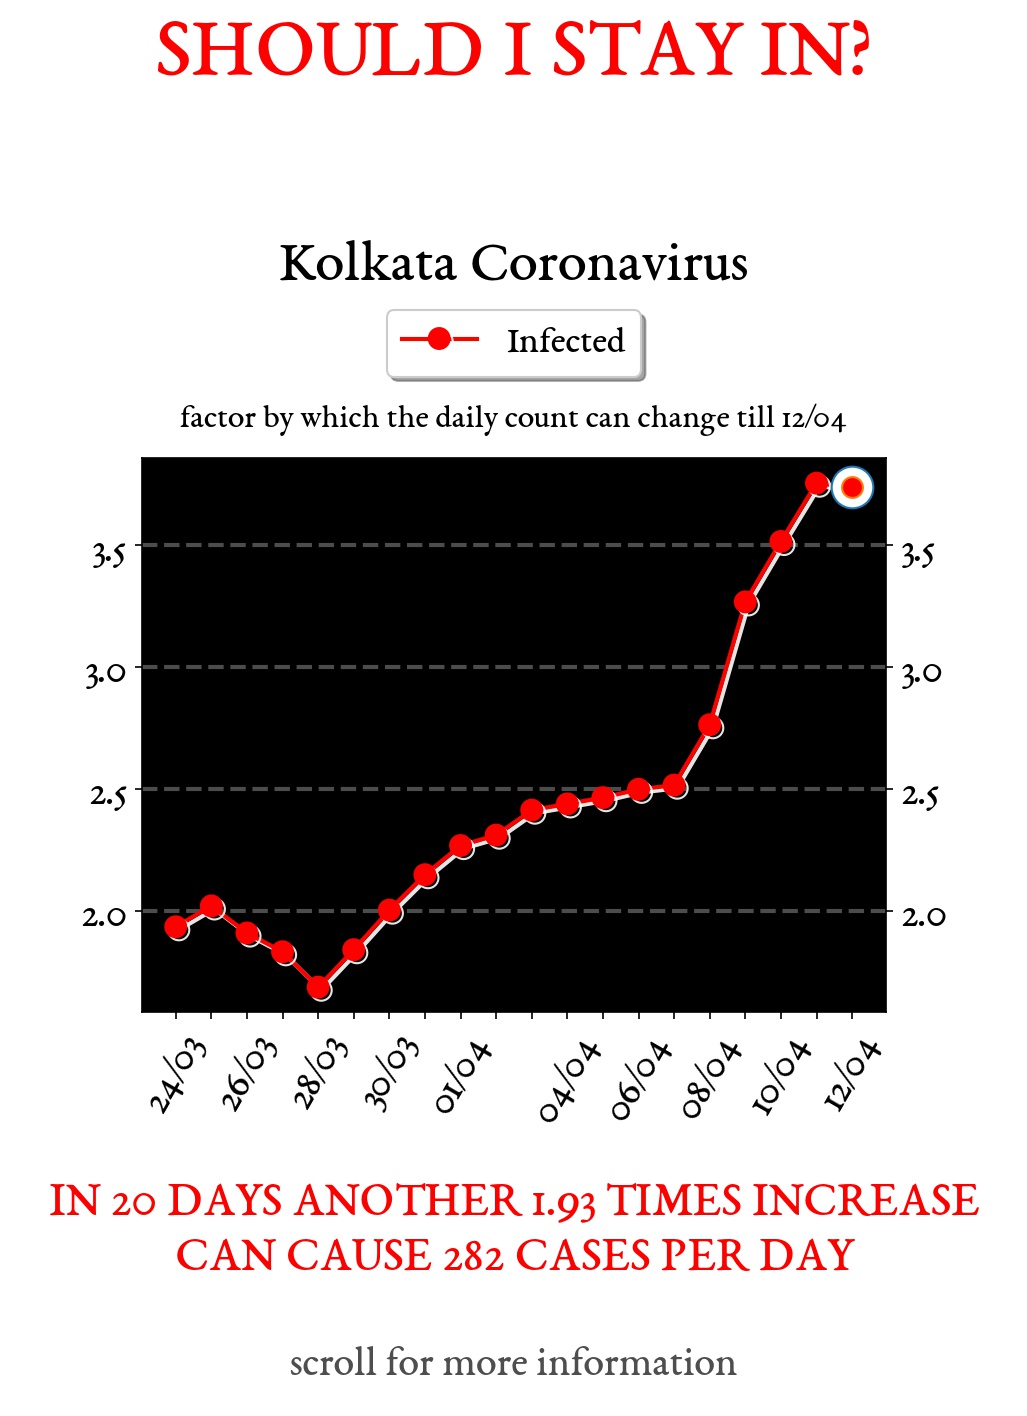 SHOULD I STAY IN?
Kolkata Coronavirus
Infected
factor by which the daily count can change till 12/04
3.5 3.5
3.0 3.0
2.5 2.5
2.0 2.0
24/03 26/03 28/03 30/03 01/04 04/04 06/04 08/04 10/04 12/04
IN 20 DAYS ANOTHER 1.93 TIMES INCREASE
CAN CAUSE 282 CASES PER DAY
scroll for more information